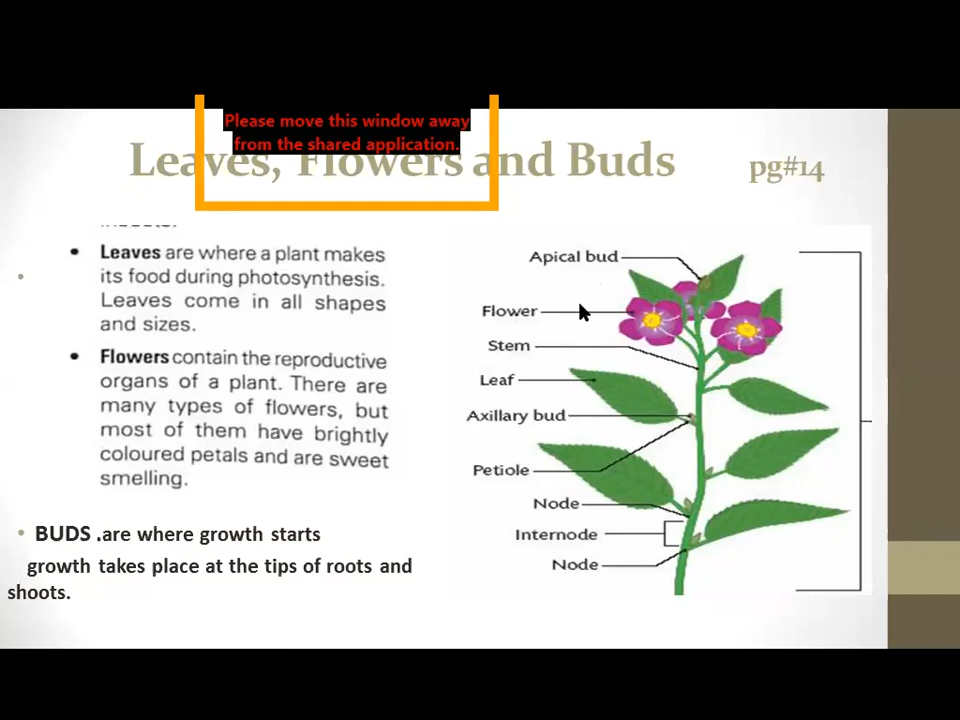 Please move this window away
from the shared application.
Leaves, Flowers and Buds pg#14
Leaves are where a plant makes
its food during photosynthesis.
Leaves come in all shapes
and sizes.
Flowers contain the reproductive
organs of a plant. There are
many types of flowers, but
most of them have brightly
coloured petals and are sweet
smelling.
BUDS .are where growth starts
growth takes place at the tips of roots and
shoots.
Apical bud
Flower
Stem
Leaf
Axillary bud
Petiole
Node
Internode
Node